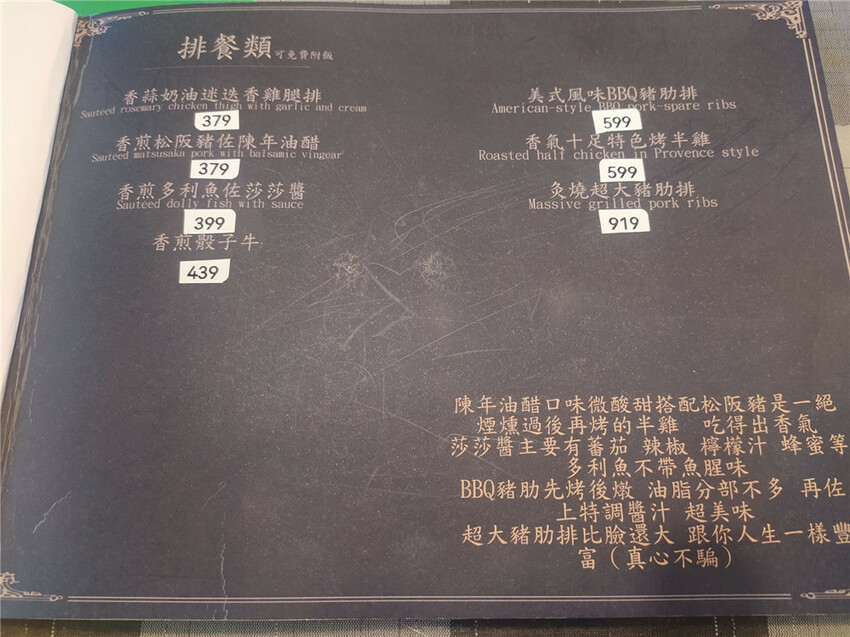 排餐類 可免費附飯
香蒜奶油迷迭香雞腿排
Sautéed rosemary chicken thigh with garlic and cream
379
香煎松阪豬佐陳年油醋
Sauteed matsusaka pork with balsamic vingear
379
香煎多利魚佐莎莎醬
Sauteed dolly fish with sauce
399
香煎骰子牛
439
美式風味BBQ豬肋排
American-style BBQ pork-spare ribs
599
香氣十足特色烤半雞
Roasted half chicken in Provence style
599
炙燒超大豬肋排
Massive grilled pork ribs
919
陳年油醋口味微酸甜搭配松阪豬是一絕
煙燻過後再烤的半雞 吃得出香氣
莎莎醬主要有蕃茄 辣椒 檸檬汁 蜂蜜等
多利魚不帶魚腥味
BBQ豬肋先烤後燉 油脂分部不多 再佐
上特調醬汁 超美味
超大豬肋排比臉還大 跟你人生一樣豐
富（真心不騙）